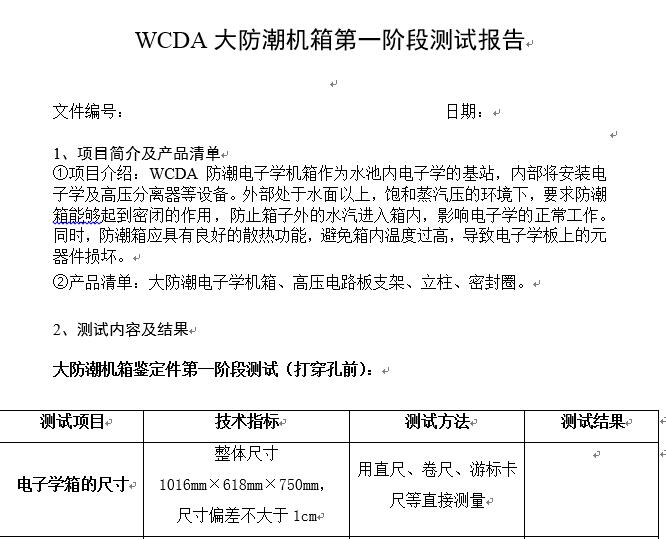 WCDA 大防潮机箱第一阶段测试报告
文件编号： 日期：
1、项目简介及产品清单
①项目介绍：WCDA 防潮电子学机箱作为水池内电子学的基站，内部将安装电
子学及高压分离器等设备。外部处于水面以上，饱和蒸汽压的环境下，要求防潮
箱能够起到密闭的作用，防止箱子外的水汽进入箱内，影响电子学的正常工作。
同时，防潮箱应具有良好的散热功能，避免箱内温度过高，导致电子学板上的元
器件损坏。
②产品清单：大防潮电子学机箱、高压电路板支架、立柱、密封圈。
2、测试内容及结果
大防潮机箱鉴定件第一阶段测试（打穿孔前）：
测试项目 技术指标 测试方法 测试结果
电子学箱的尺寸
整体尺寸
1016mm×618mm×750mm，
尺寸偏差不大于 1cm
用直尺、卷尺、游标卡
尺等直接测量